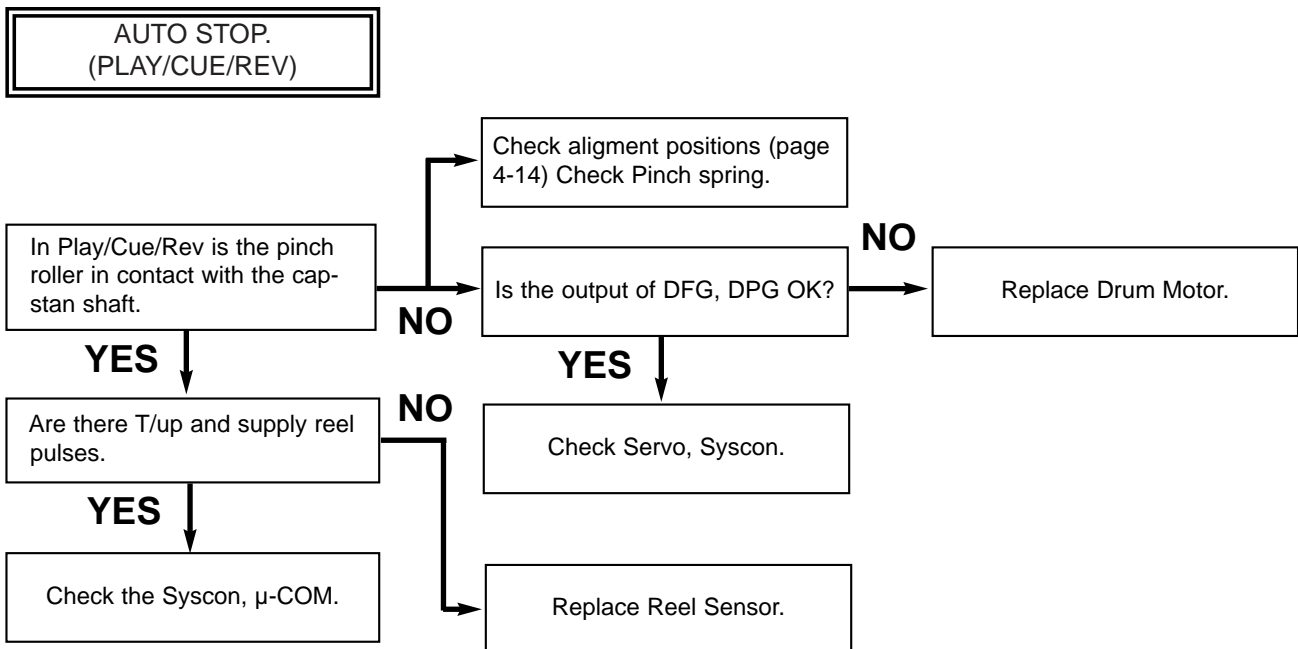 AUTO STOP.
(PLAY/CUE/REV)
Check aligment positions (page
4-14) Check Pinch spring.
In Play/Cue/Rev is the pinch
roller in contact with the cap-
stan shaft.
NO
Is the output of DFG, DPG OK?
NO
Replace Drum Motor.
YES
YES
Are there T/up and supply reel
pulses.
NO
Check Servo, Syscon.
YES
Check the Syscon, µ-COM.
Replace Reel Sensor.